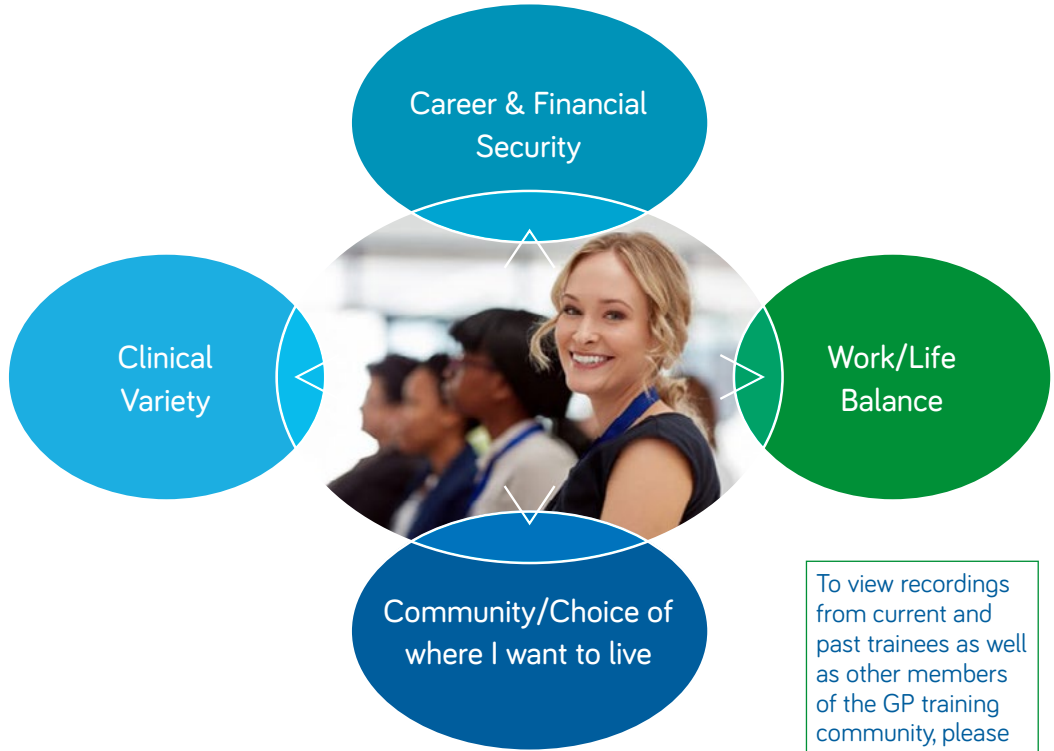 Career & Financial
Security
Clinical
Variety
Work/Life
Balance
Community/Choice of
where I want to live
To view recordings
from current and
past trainees as well
as other members
of the GP training
community, please